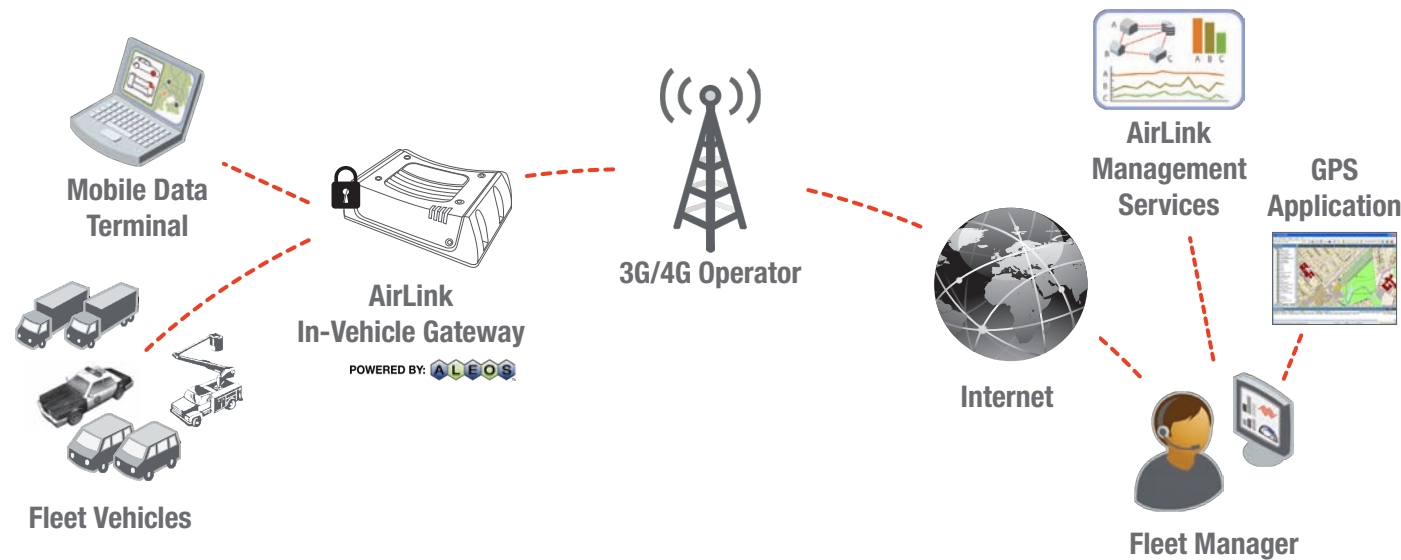 Mobile Data
Terminal
Fleet Vehicles
AirLink
In-Vehicle Gateway
POWERED BY: ALEOS™
3G/4G Operator
Internet
A
B
C
A B C
A
B
C
AirLink
Management
Services
GPS
Application
Fleet Manager